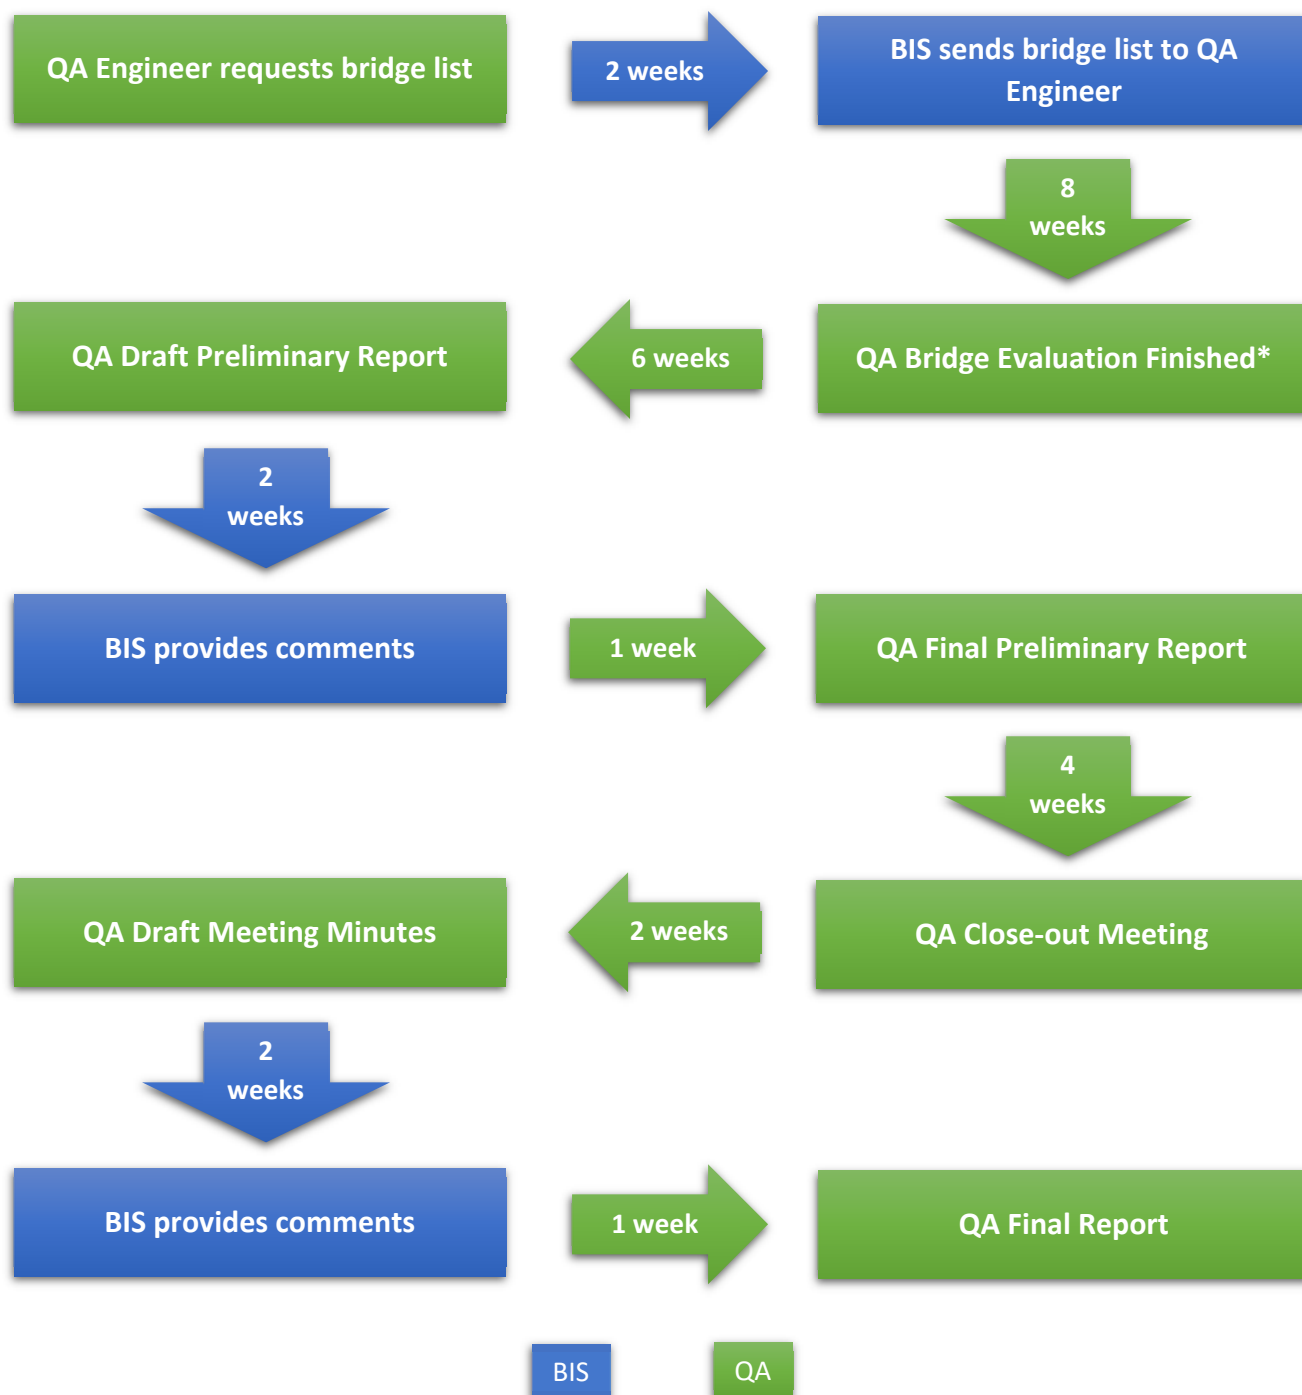 QA Engineer requests bridge list
2 weeks
BIS sends bridge list to QA
Engineer
8
weeks
QA Bridge Evaluation Finished*
6 weeks
QA Draft Preliminary Report
2
weeks
BIS provides comments
1 week
QA Final Preliminary Report
4
weeks
QA Close-out Meeting
2 weeks
QA Draft Meeting Minutes
2
weeks
BIS provides comments
1 week
QA Final Report
BIS
QA